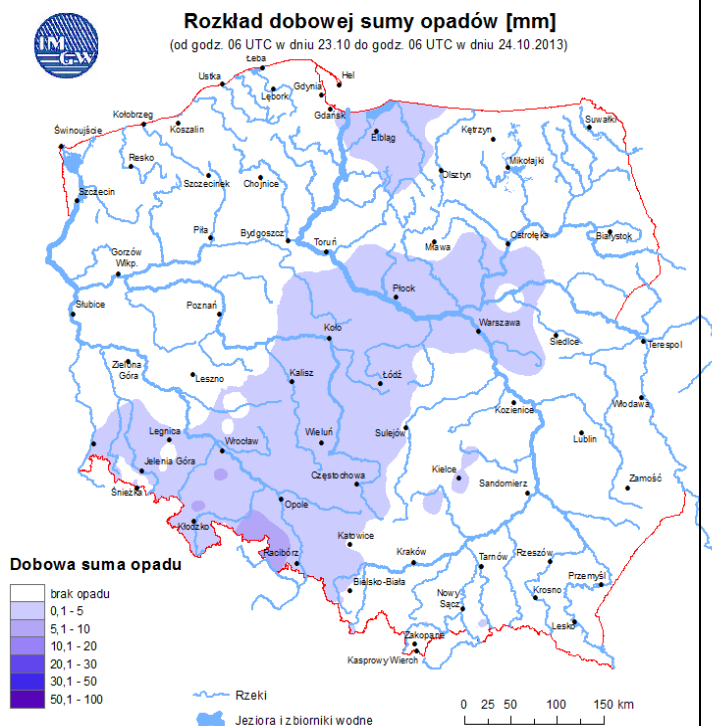 IM
GW
Rozkład dobowej sumy opadów [mm]
(od godz. 06 UTC w dniu 23.10 do godz. 06 UTC w dniu 24.10.2013)
Łeba
Ustka
Hel
Gdynia
Lębork
Kołobrzeg
Gdańsk
Koszalin
Suwałki
Świnoujście
Elbląg
Kętrzyn
Resko
Mikołajki
Szczecinek
Chojnice
Olsztyn
Szczecin
Piła
Bydgoszcz
Toruń
Mława
Ostrołęka
Białystok
Gorzów
Wlkp.
Płock
Słubice
Poznań
Koło
Warszawa
Siedlce
Terespol
Zielona
Góra
Leszno
Kalisz
Łódź
Kozienice
Włodawa
Legnica
Wrocław
Wieluń
Sulejów
Lublin
Jelenia Góra
Częstochowa
Kielce
Sandomierz
Zamość
Śnieżka
Opole
Kłodzko
Katowice
Racibórz
Kraków
Tarnów
Rzeszów
Bielsko-Biała
Przemyśl
Nowy
Sącz
Krosno
Lesko
Zakopane
Kasprowy Wierch
Dobowa suma opadu
brak opadu
0,1 - 5
5,1 - 10
10,1 - 20
20,1 - 30
30,1 - 50
50,1 - 100
Rzeki
Jeziora i zbiorniki wodne
0 25 50 100 150 km